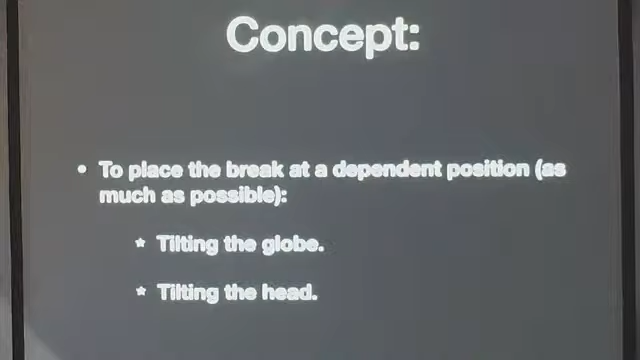 Concept:
• To place the break at a dependent position (as
much as possible):
★ Tilting the globe.
★ Tilting the head.